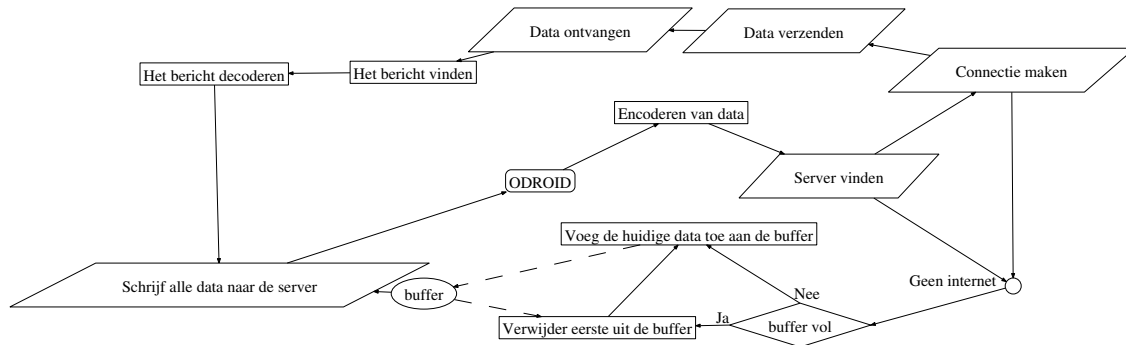 Data ontvangen
Data verzenden
Connectie maken
Het bericht decoderen
Het bericht vinden
Encoderen van data
ODROID
Server vinden
Voeg de huidige data toe aan de buffer
Geen internet
Schrijf alle data naar de server
buffer
Nee
Ja
Verwijder eerste uit de buffer
buffer vol